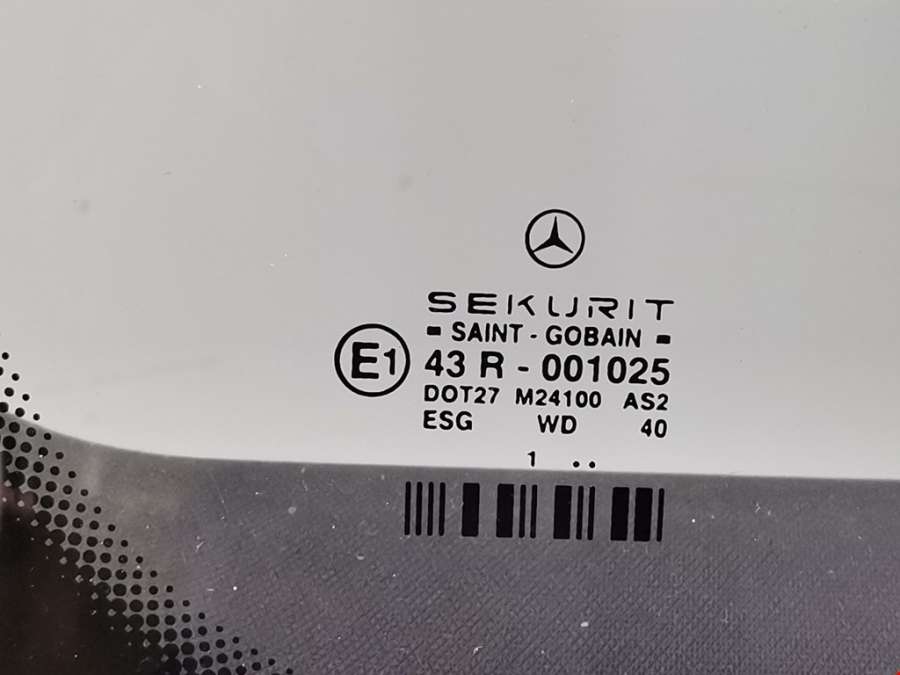 SEKURIT
- SAINT - GOBAIN -
E1
43 R - 001025
DOT27 M24100 AS2
ESG WD 40
1 ..